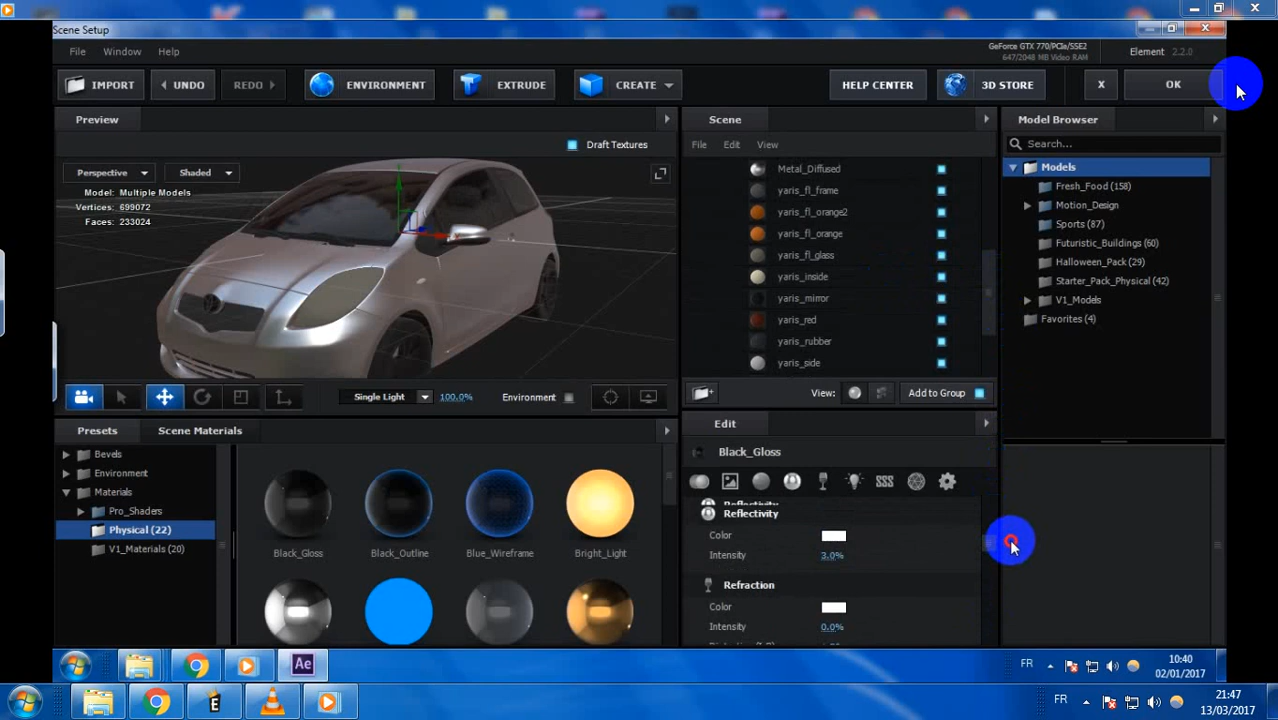 Scene Setup
File Window Help
GeForce GTX 770/PCIe/SSE2
647/2048 MB Video RAM
Element 2.2.0
IMPORT
UNDO
REDO
ENVIRONMENT
EXTRUDE
CREATE
HELP CENTER
3D STORE
X
OK
Preview
Draft Textures
Perspective
Shaded
Model: Multiple Models
Vertices: 699072
Faces: 233024
Single Light
100.0%
Environment
Scene
File Edit View
Metal_Diffused
yaris_fl_frame
yaris_fl_orange2
yaris_fl_orange
yaris_fl_glass
yaris_inside
yaris_mirror
yaris_red
yaris_rubber
yaris_side
View:
Add to Group
Model Browser
Search...
Models
Fresh_Food (158)
Motion_Design
Sports (87)
Futuristic_Buildings (60)
Halloween_Pack (29)
Starter_Pack_Physical (42)
V1_Models
Favorites (4)
Presets
Scene Materials
Bevels
Environment
Materials
Pro_Shaders
Physical (22)
V1_Materials (20)
Black_Gloss
Black_Outline
Blue_Wireframe
Bright_Light
Edit
Black_Gloss
Reflectivity
Reflectivity
Color
Intensity 3.0%
Refraction
Color
Intensity 0.0%
Ae
FR
10:40
02/01/2017
E
FR
21:47
13/03/2017